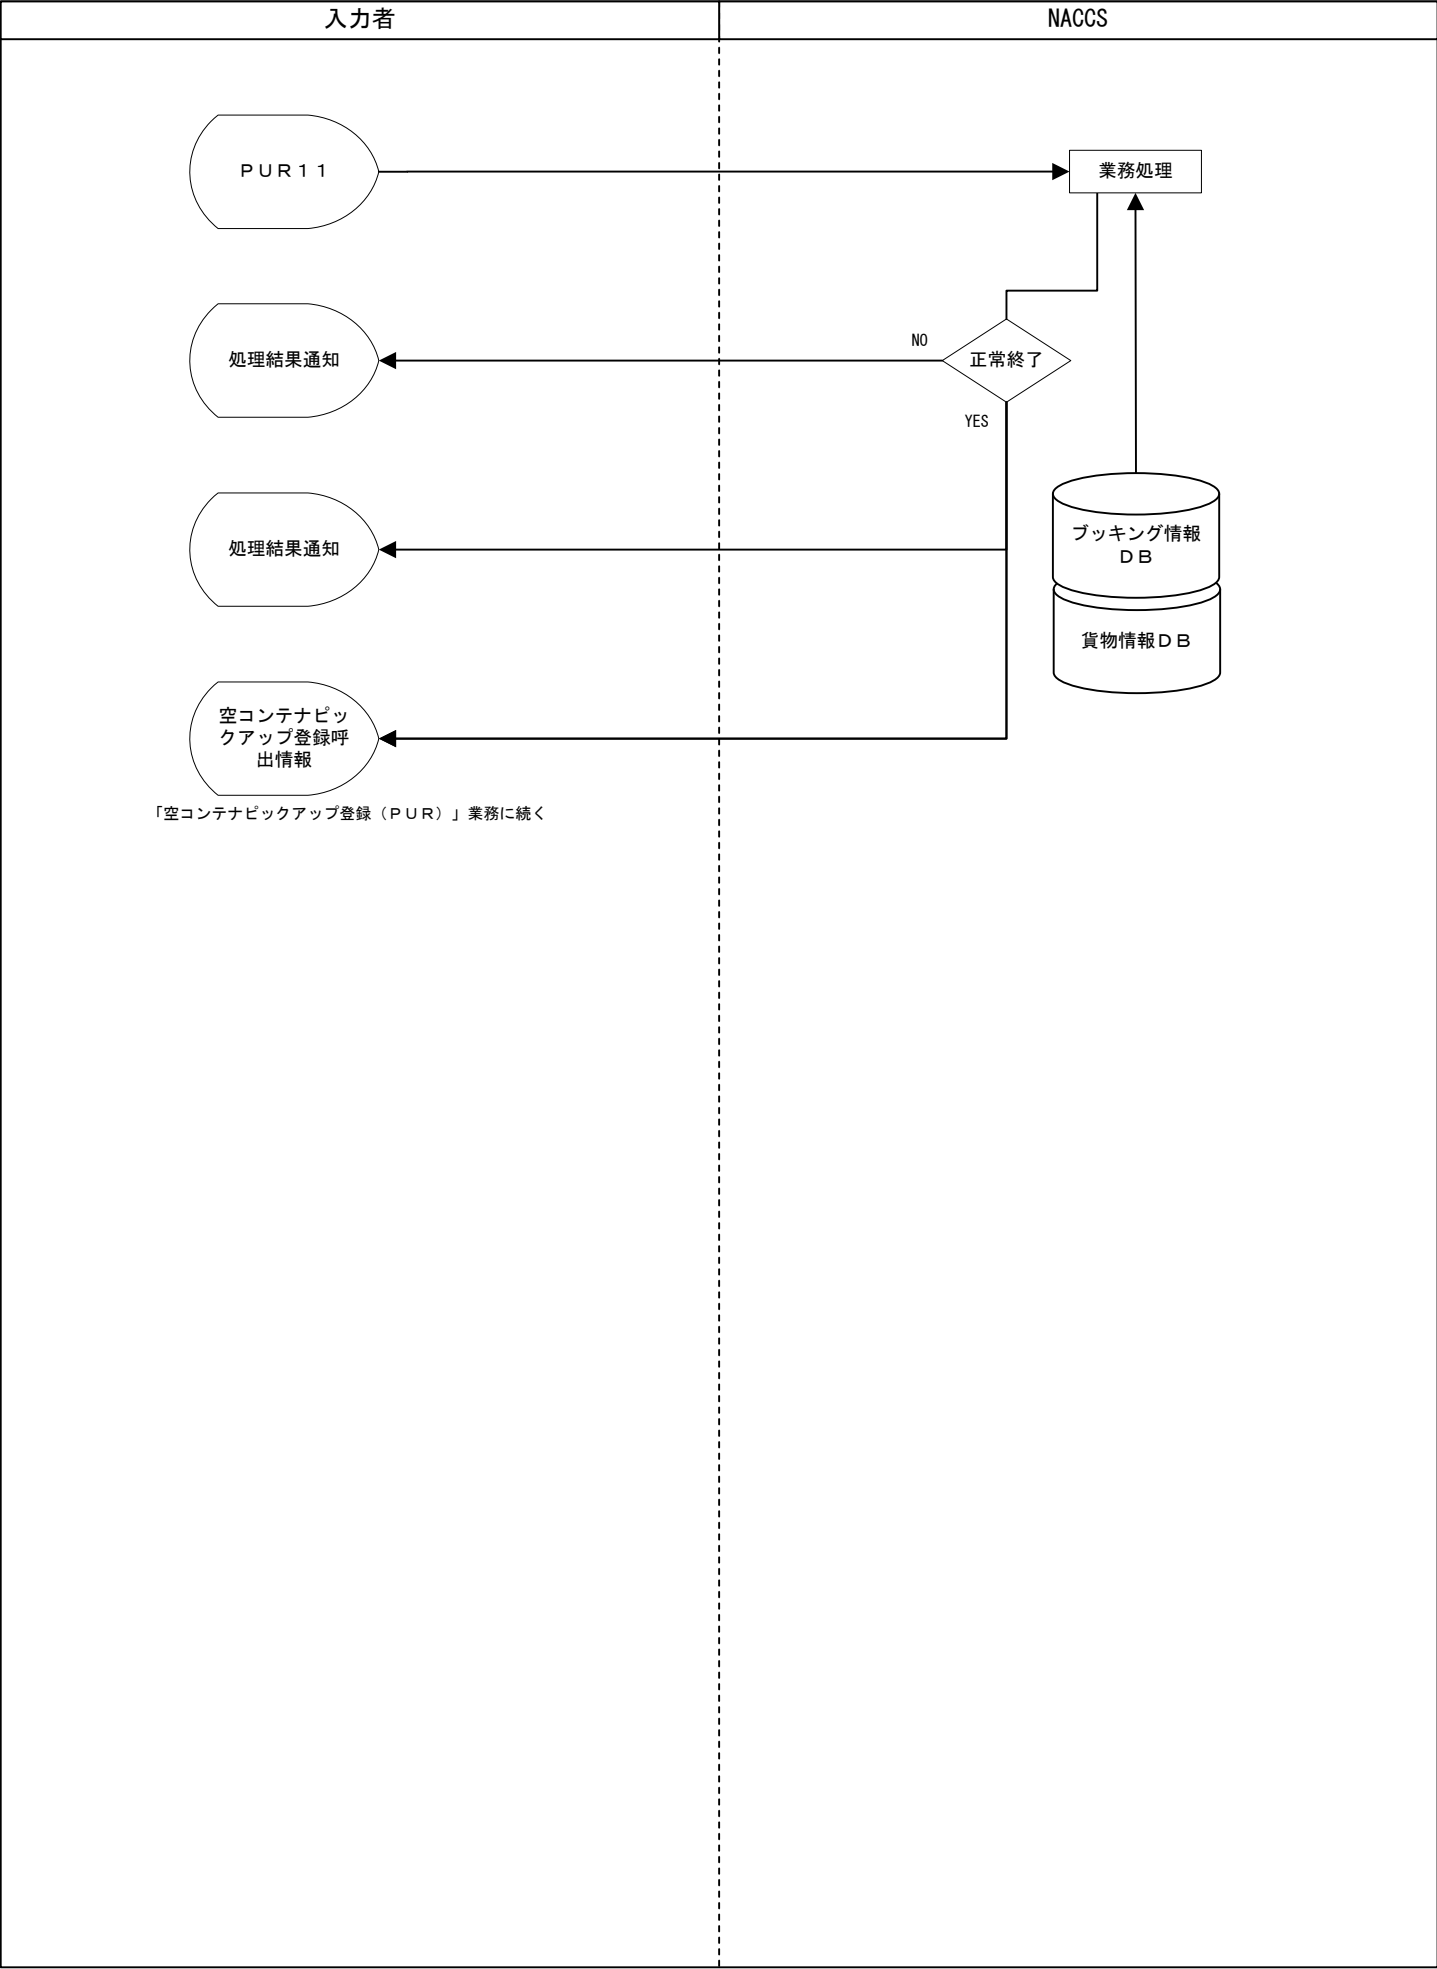 入力者
NACCS
ＰＵＲ１１
業務処理
処理結果通知
NO
正常終了
YES
処理結果通知
ブッキング情報
ＤＢ
貨物情報ＤＢ
空コンテナピッ
クアップ登録呼
出情報
「空コンテナピックアップ登録（ＰＵＲ）」業務に続く